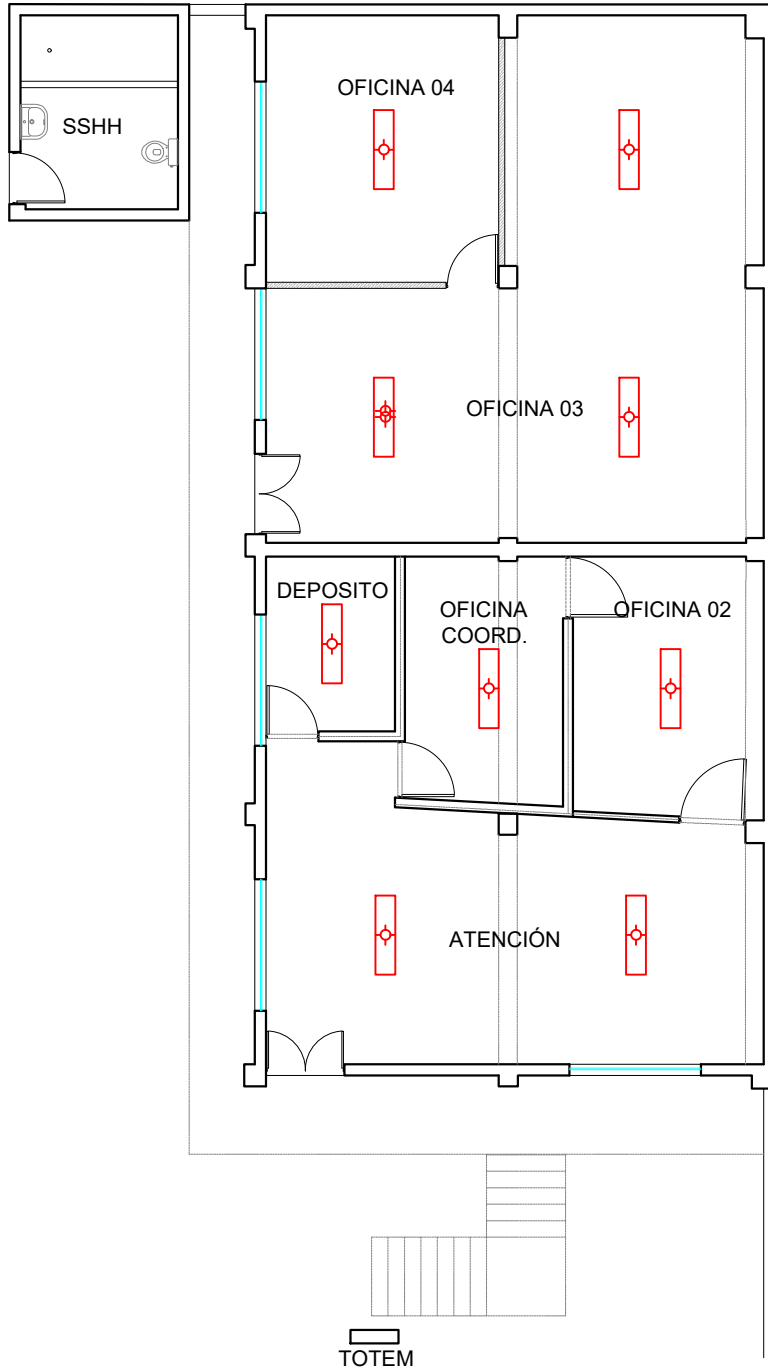 OFICINA 04
SSHH
OFICINA 03
DEPOSITO
OFICINA
COORD.
OFICINA 02
ATENCIÓN
TOTEM